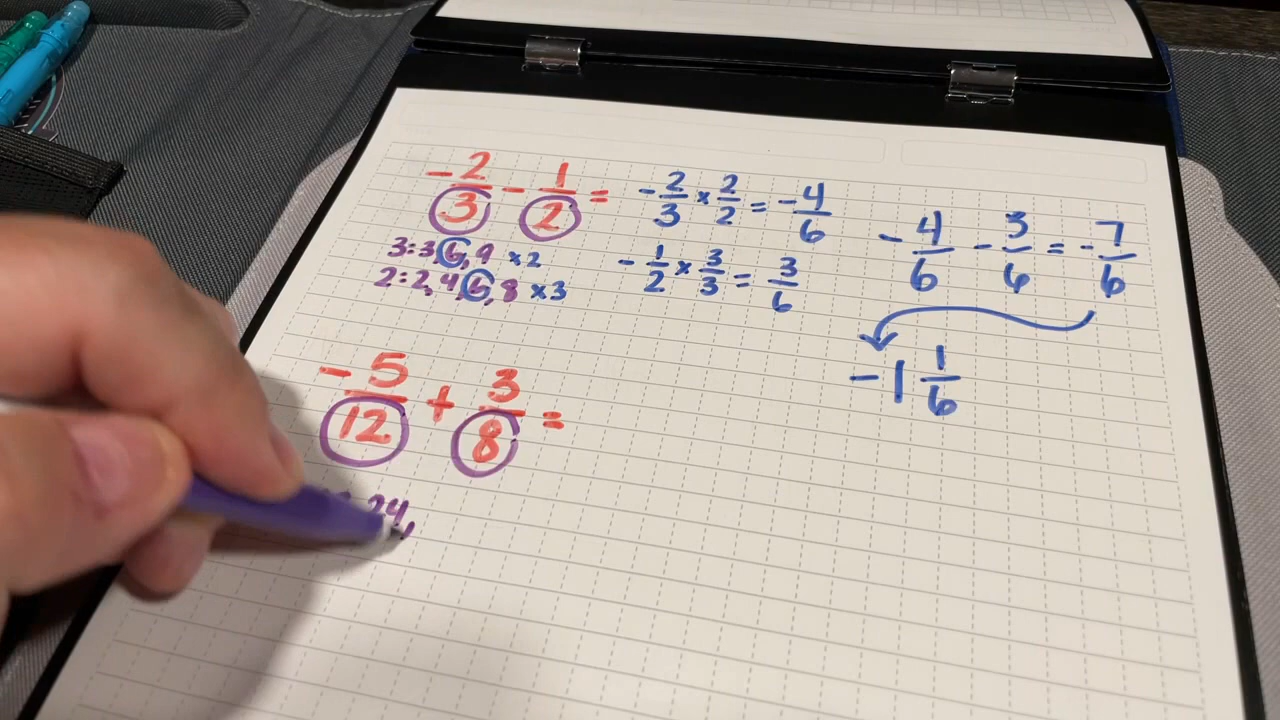 -2/3 - 1/2 =
3: 3, 6, 9 ×2
2: 2, 4, 6, 8 ×3
-2/3 × 2/2 = -4/6
-1/2 × 3/3 = 3/6
-4/6 - 3/6 = -7/6
-1 1/6
-5/12 + 3/8 =
24,